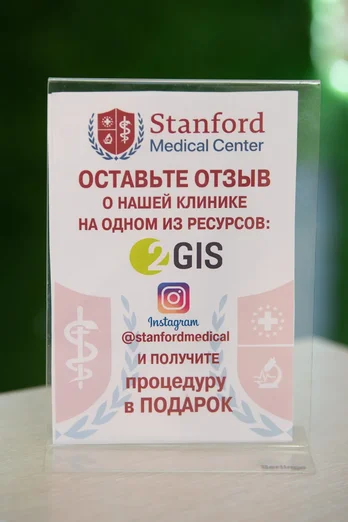 Stanford
Medical Center
ОСТАВЬТЕ ОТЗЫВ
О НАШЕЙ КЛИНИКЕ
НА ОДНОМ ИЗ РЕСУРСОВ:
2GIS
Instagram
@stanfordmedical
И ПОЛУЧИТЕ
процедуру
в ПОДАРОК